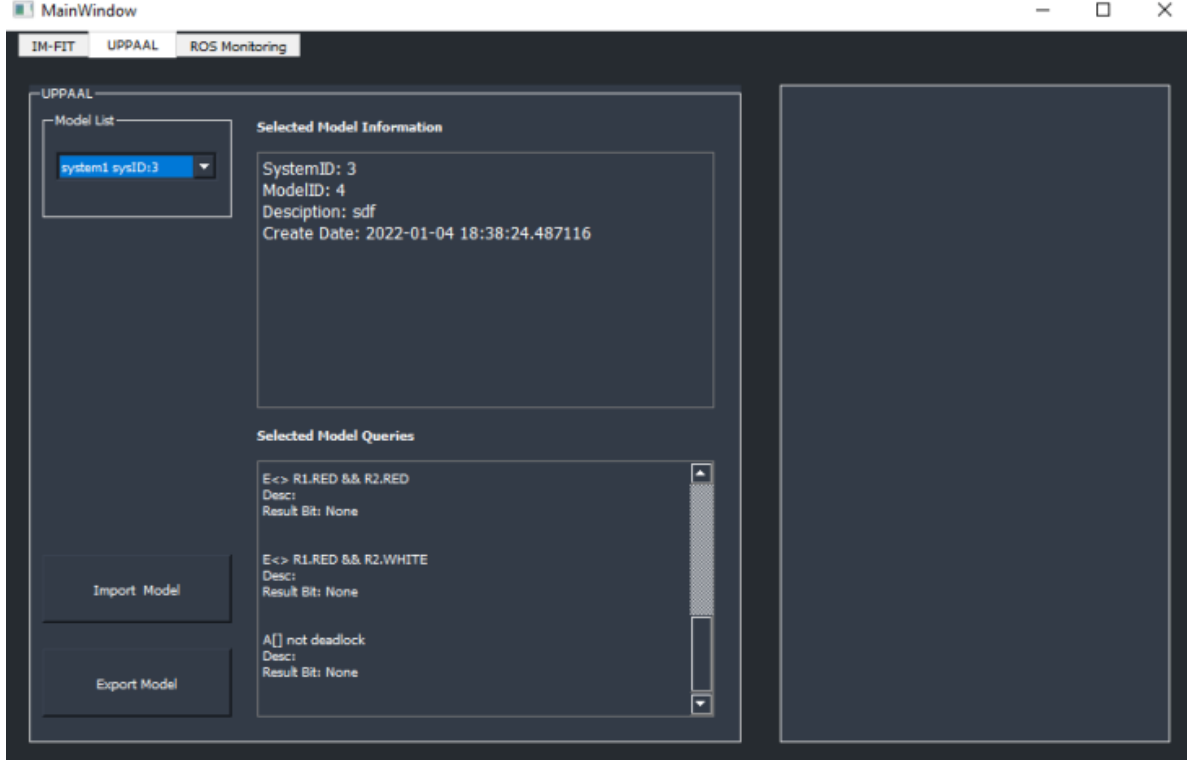 MainWindow
IM-FIT UPPAAL ROS Monitoring
UPPAAL
Model List
system1 sysID:3
Selected Model Information
SystemID: 3
ModelID: 4
Desciption: sdf
Create Date: 2022-01-04 18:38:24.487116
Selected Model Queries
E<> R1.RED && R2.RED
Desc:
Result Bit: None
E<> R1.RED && R2.WHITE
Desc:
Result Bit: None
A[] not deadlock
Desc:
Result Bit: None
Import Model
Export Model